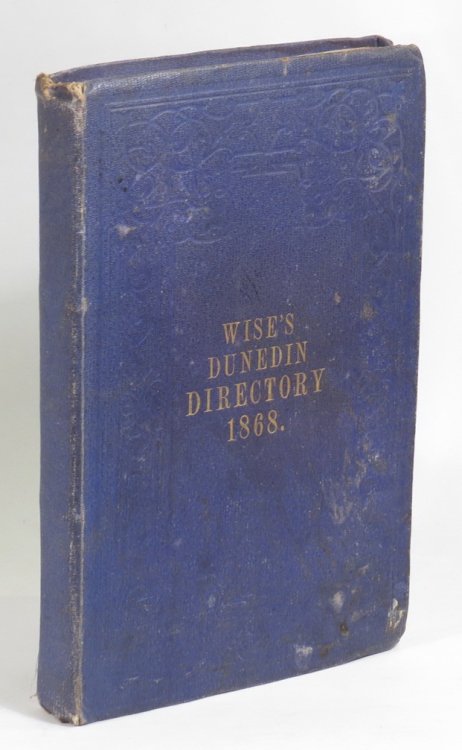 WISE'S
DUNEDIN
DIRECTORY
1868.